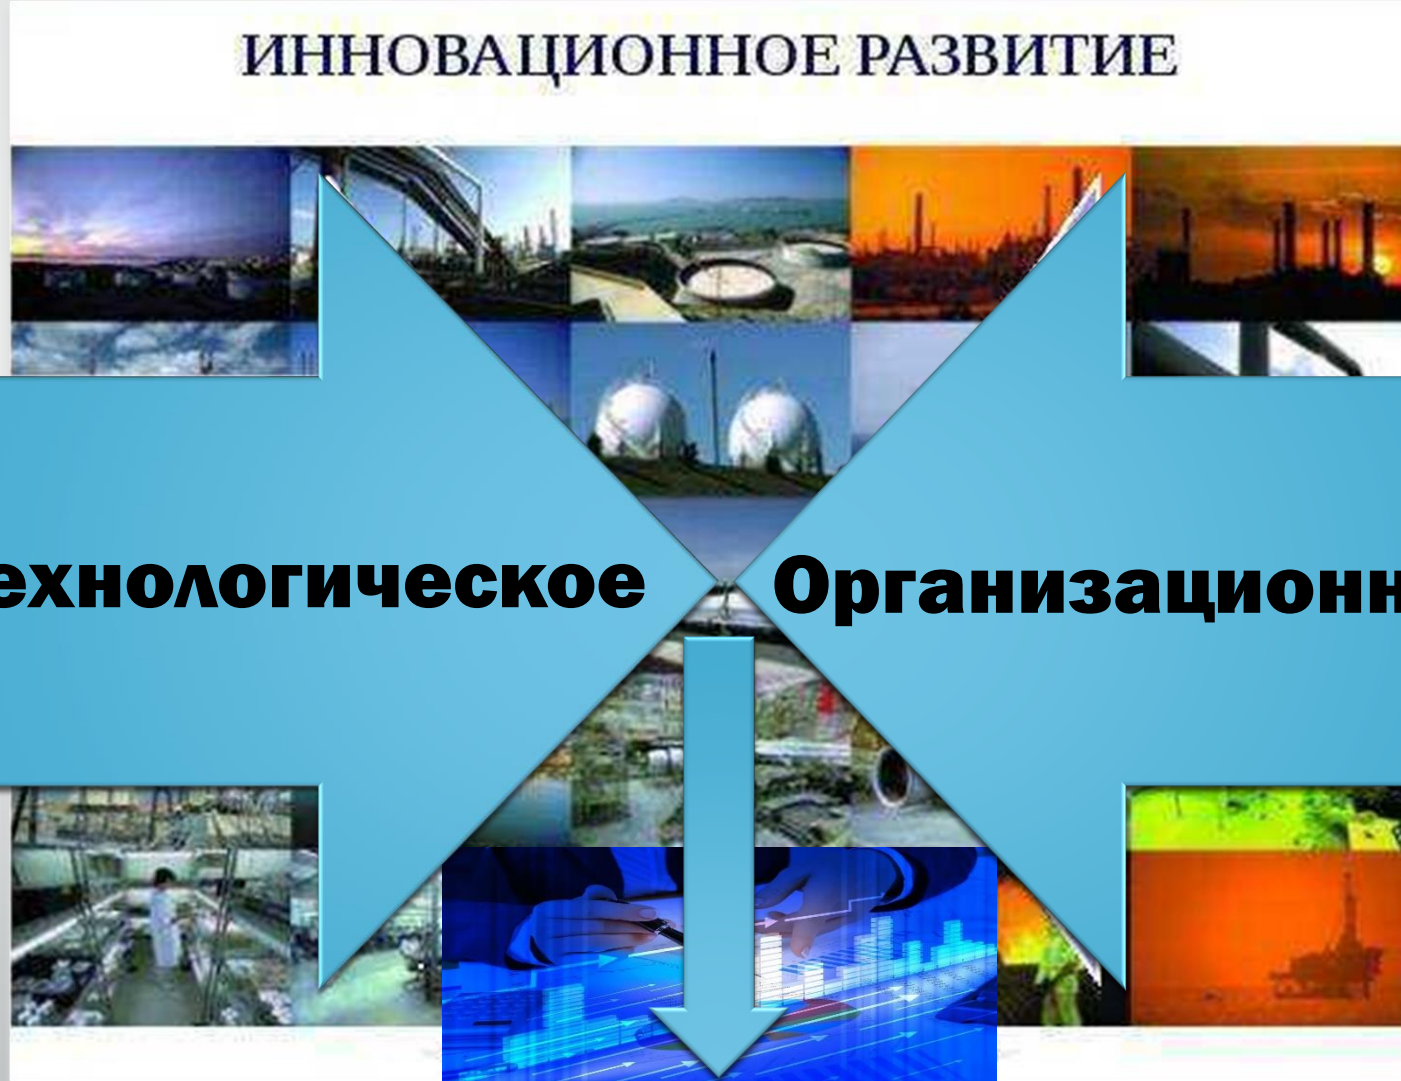 ИННОВАЦИОННОЕ РАЗВИТИЕ
ехнологическое Организационн